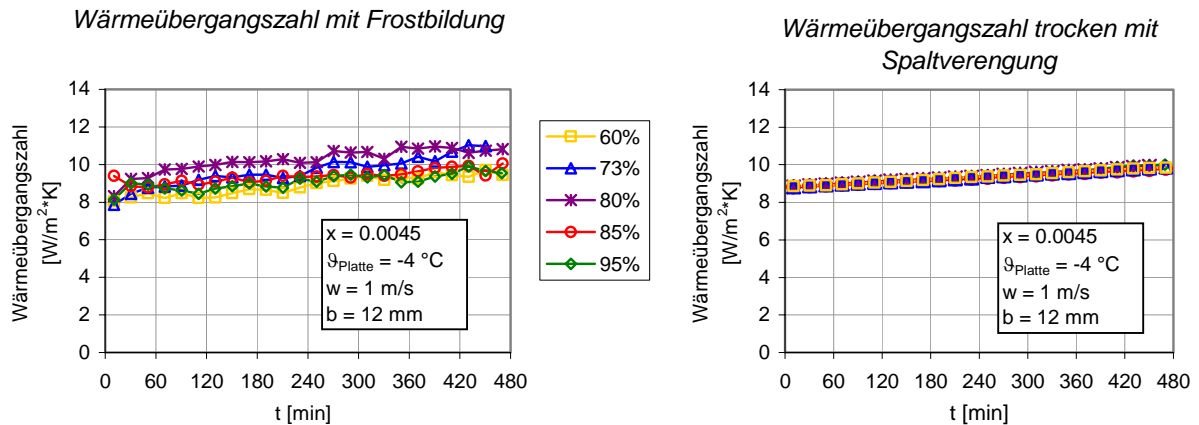 Wärmeübergangszahl mit Frostbildung
14
12
10
8
6
4
2
0
Wärmeübergangszahl
[W/m²*K]
x = 0.0045
ϑPlatte = -4 °C
w = 1 m/s
b = 12 mm
0 60 120 180 240 300 360 420 480
t [min]
60%
73%
80%
85%
95%
Wärmeübergangszahl trocken mit
Spaltverengung
14
12
10
8
6
4
2
0
Wärmeübergangszahl
[W/m²*K]
x = 0.0045
ϑPlatte = -4 °C
w = 1 m/s
b = 12 mm
0 60 120 180 240 300 360 420 480
t [min]